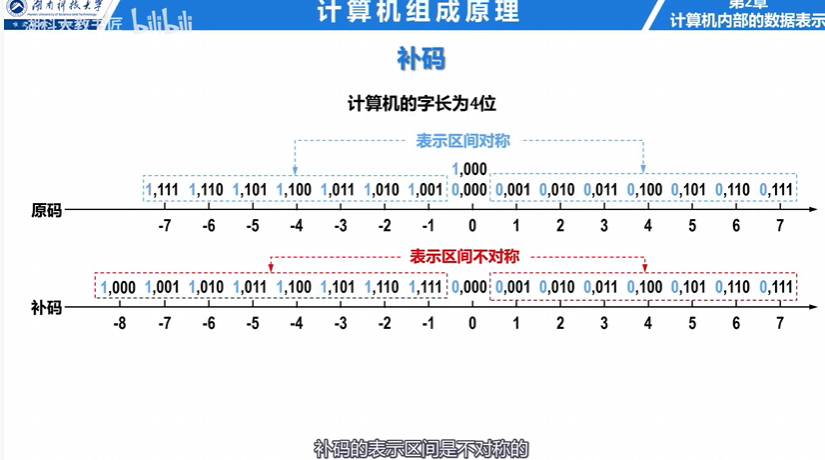 湖南科技大学
计算机组成原理
第2章
计算机内部的数据表示
bilibili
补码
计算机的字长为4位
表示区间对称
1,000
1,111 1,110 1,101 1,100 1,011 1,010 1,001 0,000 0,001 0,010 0,011 0,100 0,101 0,110 0,111
原码
-7 -6 -5 -4 -3 -2 -1 0 1 2 3 4 5 6 7
表示区间不对称
1,000 1,001 1,010 1,011 1,100 1,101 1,110 1,111 0,000 0,001 0,010 0,011 0,100 0,101 0,110 0,111
补码
-8 -7 -6 -5 -4 -3 -2 -1 0 1 2 3 4 5 6 7
补码的表示区间是不对称的